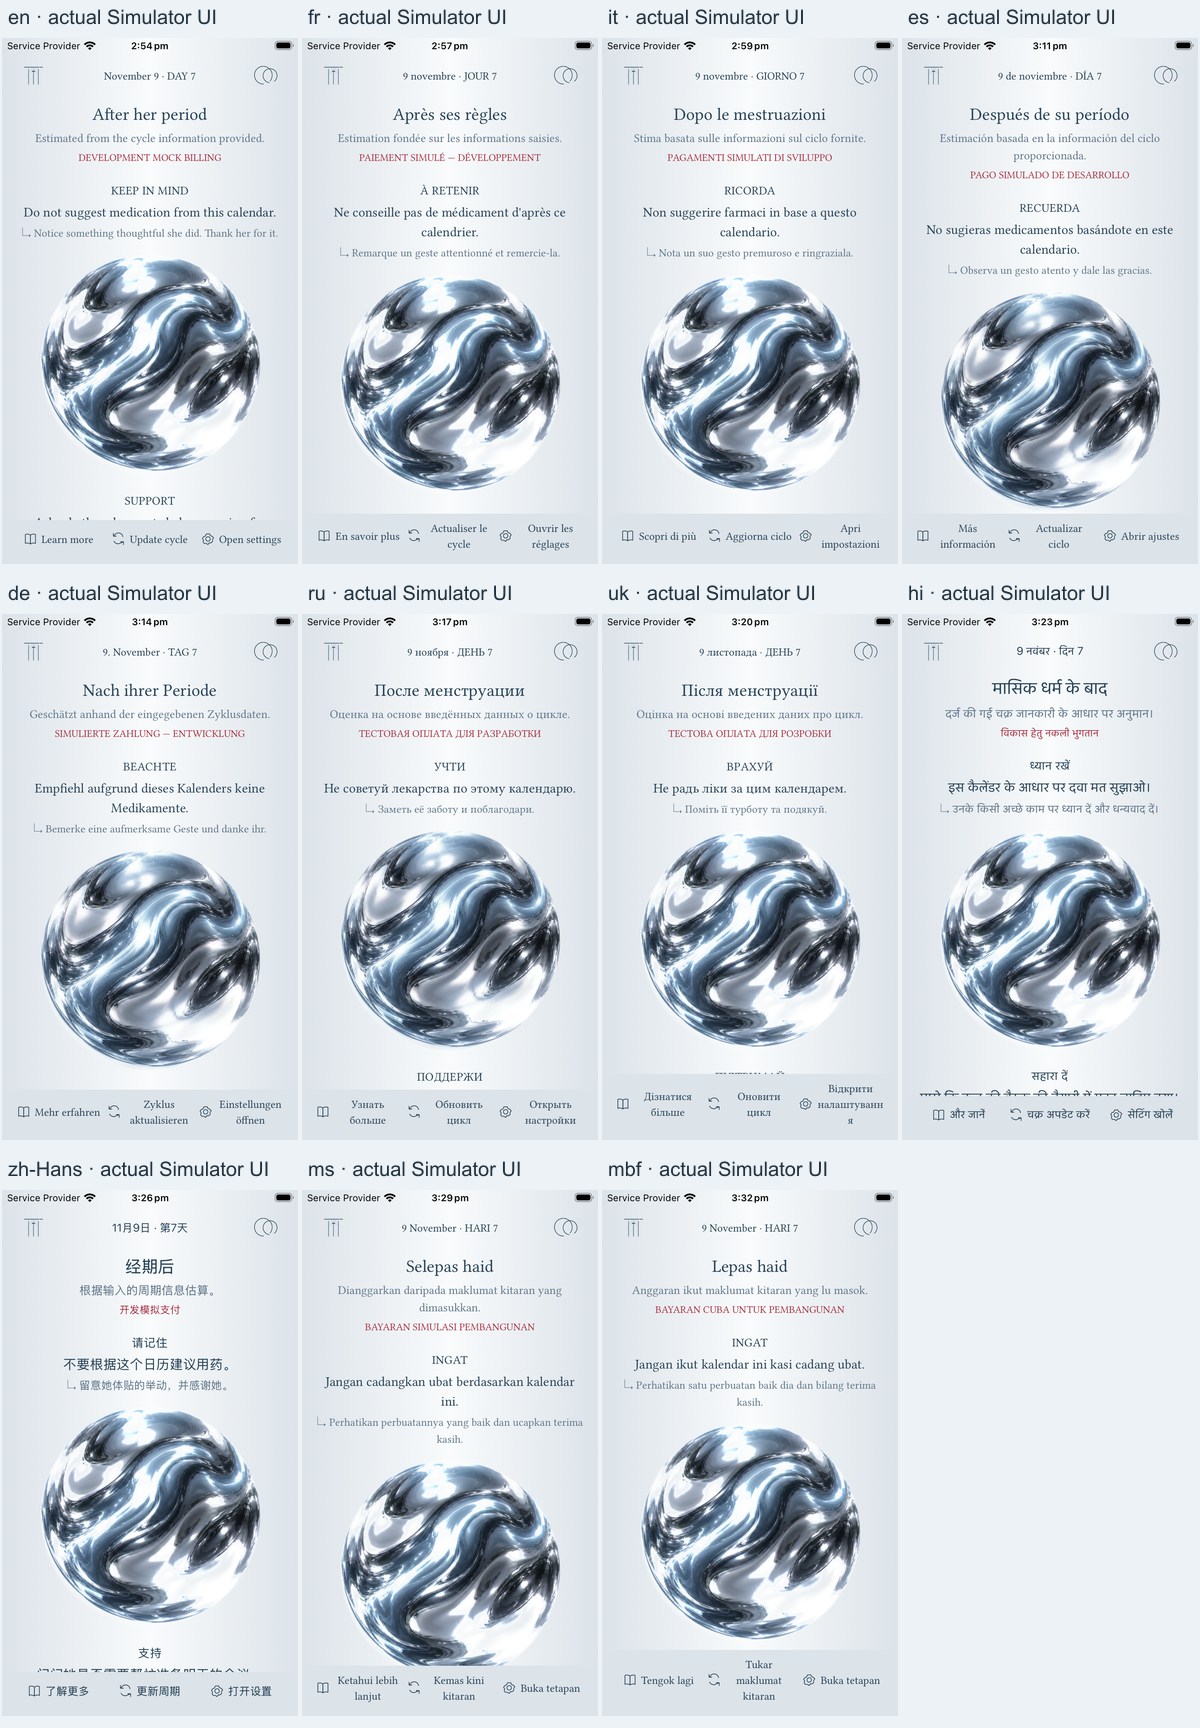 en · actual Simulator UI
Service Provider 2:54 pm
November 9 · DAY 7
After her period
Estimated from the cycle information provided.
DEVELOPMENT MOCK BILLING
KEEP IN MIND
Do not suggest medication from this calendar.
Notice something thoughtful she did. Thank her for it.
SUPPORT
Learn more
Update cycle
Open settings
fr · actual Simulator UI
Service Provider 2:57 pm
9 novembre · JOUR 7
Après ses règles
Estimation fondée sur les informations saisies.
PAIEMENT SIMULÉ — DÉVELOPPEMENT
À RETENIR
Ne conseille pas de médicament d'après ce
calendrier.
Remarque un geste attentionné et remercie-la.
En savoir plus
Actualiser le
cycle
Ouvrir les
réglages
it · actual Simulator UI
Service Provider 2:59 pm
9 novembre · GIORNO 7
Dopo le mestruazioni
Stima basata sulle informazioni sul ciclo fornite.
PAGAMENTI SIMULATI DI SVILUPPO
RICORDA
Non suggerire farmaci in base a questo
calendario.
Nota un suo gesto premuroso e ringraziala.
Scopri di più
Aggiorna ciclo
Apri
impostazioni
es · actual Simulator UI
Service Provider 3:11 pm
9 de noviembre · DÍA 7
Después de su período
Estimación basada en la información del ciclo
proporcionada.
PAGO SIMULADO DE DESARROLLO
RECUERDA
No sugieras medicamentos basándote en este
calendario.
Observa un gesto atento y dale las gracias.
Más
información
Actualizar
ciclo
Abrir ajustes
de · actual Simulator UI
Service Provider 3:14 pm
9. November · TAG 7
Nach ihrer Periode
Geschätzt anhand der eingegebenen Zyklusdaten.
SIMULIERTE ZAHLUNG — ENTWICKLUNG
BEACHTE
Empfiehl aufgrund dieses Kalenders keine
Medikamente.
Bemerke eine aufmerksame Geste und danke ihr.
Mehr erfahren
Zyklus
aktualisieren
Einstellungen
öffnen
ru · actual Simulator UI
Service Provider 3:17 pm
9 ноября · ДЕНЬ 7
После менструации
Оценка на основе введённых данных о цикле.
ТЕСТОВАЯ ОПЛАТА ДЛЯ РАЗРАБОТКИ
УЧТИ
Не советуй лекарства по этому календарю.
Заметь её заботу и поблагодари.
ПОДДЕРЖИ
Узнать
больше
Обновить
цикл
Открыть
настройки
uk · actual Simulator UI
Service Provider 3:20 pm
9 листопада · ДЕНЬ 7
Після менструації
Оцінка на основі введених даних про цикл.
ТЕСТОВА ОПЛАТА ДЛЯ РОЗРОБКИ
ВРАХУЙ
Не радь ліки за цим календарем.
Поміть її турботу та подякуй.
Дізнатися
більше
Оновити
цикл
Відкрити
налаштуванн
я
hi · actual Simulator UI
Service Provider 3:23 pm
9 नवंबर · दिन 7
मासिक धर्म के बाद
दर्ज की गई चक्र जानकारी के आधार पर अनुमान।
विकास हेतु नकली भुगतान
ध्यान रखें
इस कैलेंडर के आधार पर दवा मत सुझाओ।
उनके किसी अच्छे काम पर ध्यान दें और धन्यवाद दें।
सहारा दें
और जानें
चक्र अपडेट करें
सेटिंग खोलें
zh-Hans · actual Simulator UI
Service Provider 3:26 pm
11月9日 · 第7天
经期后
根据输入的周期信息估算。
开发模拟支付
请记住
不要根据这个日历建议用药。
留意她体贴的举动，并感谢她。
支持
了解更多
更新周期
打开设置
ms · actual Simulator UI
Service Provider 3:29 pm
9 November · HARI 7
Selepas haid
Dianggarkan daripada maklumat kitaran yang
dimasukkan.
BAYARAN SIMULASI PEMBANGUNAN
INGAT
Jangan cadangkan ubat berdasarkan kalendar
ini.
Perhatikan perbuatannya yang baik dan ucapkan terima
kasih.
Ketahui lebih
lanjut
Kemas kini
kitaran
Buka tetapan
mbf · actual Simulator UI
Service Provider 3:32 pm
9 November · HARI 7
Lepas haid
Anggaran ikut maklumat kitaran yang lu masok.
BAYARAN CUBA UNTUK PEMBANGUNAN
INGAT
Jangan ikut kalendar ini kasi cadang ubat.
Perhatikan satu perbuatan baik dia dan bilang terima
kasih.
Tengok lagi
Tukar
maklumat
kitaran
Buka tetapan